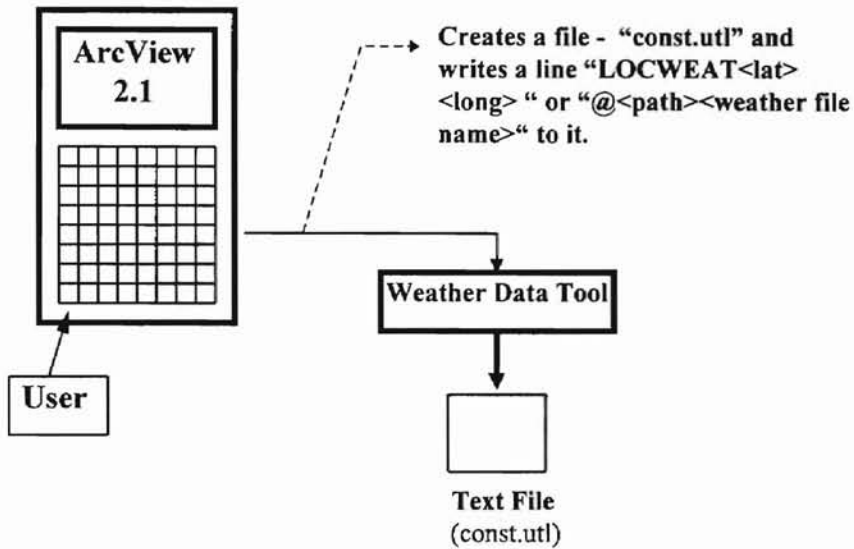 ArcView
2.1
Creates a file - “const.utl” and
writes a line “LOCWEAT<lat>
<long> “ or “@<path><weather file
name>“ to it.
Weather Data Tool
User
Text File
(const.utl)